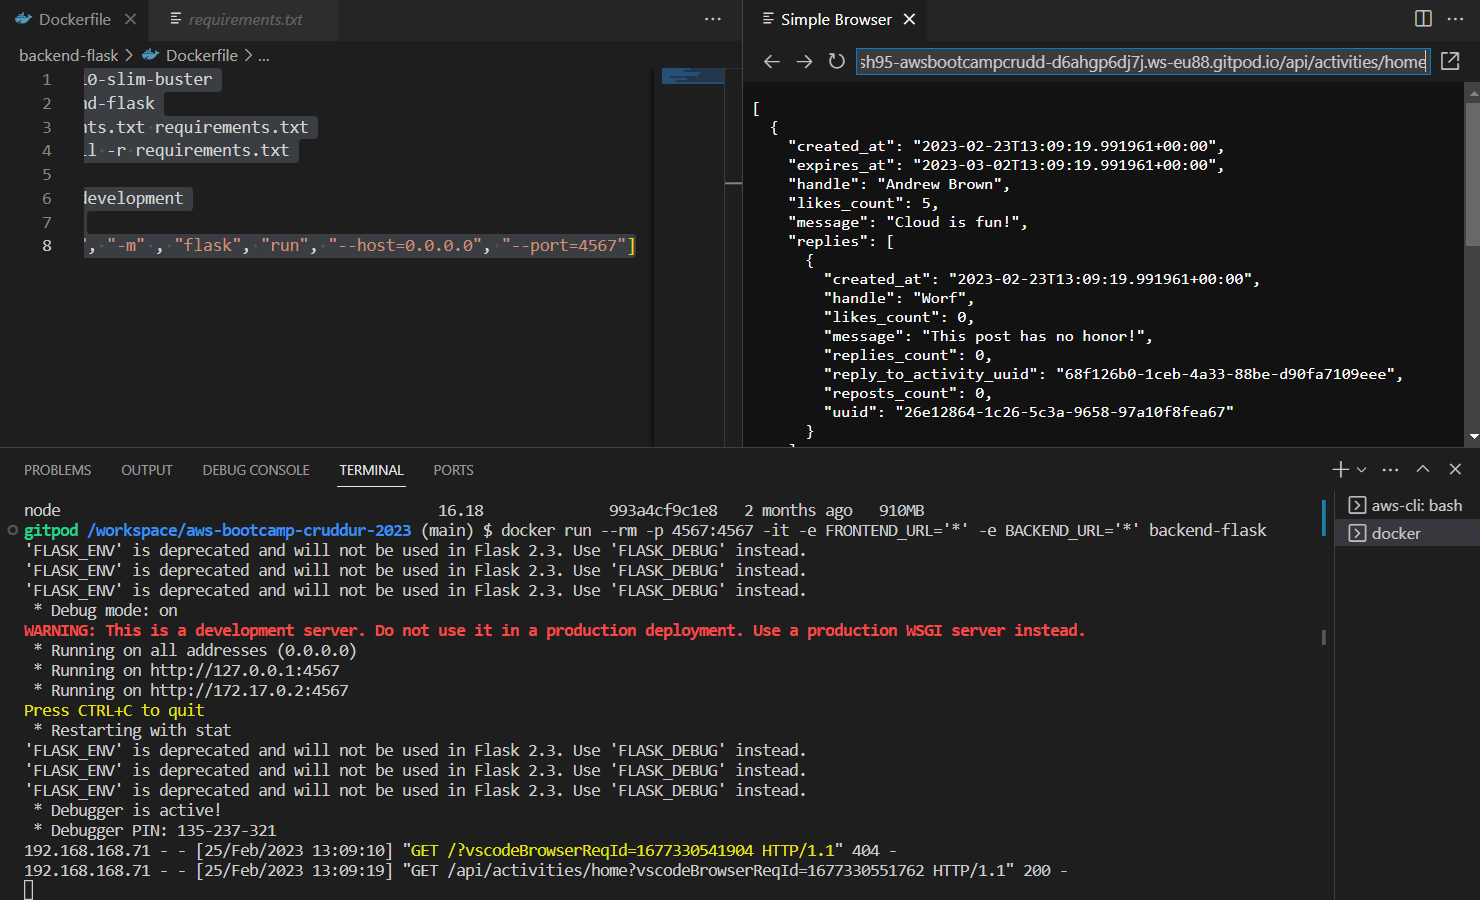 Dockerfile
requirements.txt
backend-flask > Dockerfile > ...
1 10-slim-buster
2 nd-flask
3 nts.txt requirements.txt
4 ll -r requirements.txt
5
6 development
7
8 ", "-m" , "flask", "run", "--host=0.0.0.0", "--port=4567"]
Simple Browser
sh95-awsbootcampcrudd-d6ahgp6dj7j.ws-eu88.gitpod.io/api/activities/home
[
{
"created_at": "2023-02-23T13:09:19.991961+00:00",
"expires_at": "2023-03-02T13:09:19.991961+00:00",
"handle": "Andrew Brown",
"likes_count": 5,
"message": "Cloud is fun!",
"replies": [
{
"created_at": "2023-02-23T13:09:19.991961+00:00",
"handle": "Worf",
"likes_count": 0,
"message": "This post has no honor!",
"replies_count": 0,
"reply_to_activity_uuid": "68f126b0-1ceb-4a33-88be-d90fa7109eee",
"reposts_count": 0,
"uuid": "26e12864-1c26-5c3a-9658-97a10f8fea67"
}
PROBLEMS OUTPUT DEBUG CONSOLE TERMINAL PORTS
node 16.18 993a4cf9c1e8 2 months ago 910MB
gitpod /workspace/aws-bootcamp-cruddur-2023 (main) $ docker run --rm -p 4567:4567 -it -e FRONTEND_URL='*' -e BACKEND_URL='*' backend-flask
'FLASK_ENV' is deprecated and will not be used in Flask 2.3. Use 'FLASK_DEBUG' instead.
'FLASK_ENV' is deprecated and will not be used in Flask 2.3. Use 'FLASK_DEBUG' instead.
'FLASK_ENV' is deprecated and will not be used in Flask 2.3. Use 'FLASK_DEBUG' instead.
* Debug mode: on
WARNING: This is a development server. Do not use it in a production deployment. Use a production WSGI server instead.
* Running on all addresses (0.0.0.0)
* Running on http://127.0.0.1:4567
* Running on http://172.17.0.2:4567
Press CTRL+C to quit
* Restarting with stat
'FLASK_ENV' is deprecated and will not be used in Flask 2.3. Use 'FLASK_DEBUG' instead.
'FLASK_ENV' is deprecated and will not be used in Flask 2.3. Use 'FLASK_DEBUG' instead.
'FLASK_ENV' is deprecated and will not be used in Flask 2.3. Use 'FLASK_DEBUG' instead.
* Debugger is active!
* Debugger PIN: 135-237-321
192.168.168.71 - - [25/Feb/2023 13:09:10] "GET /?vscodeBrowserReqId=1677330541904 HTTP/1.1" 404 -
192.168.168.71 - - [25/Feb/2023 13:09:19] "GET /api/activities/home?vscodeBrowserReqId=1677330551762 HTTP/1.1" 200 -
aws-cli: bash
docker